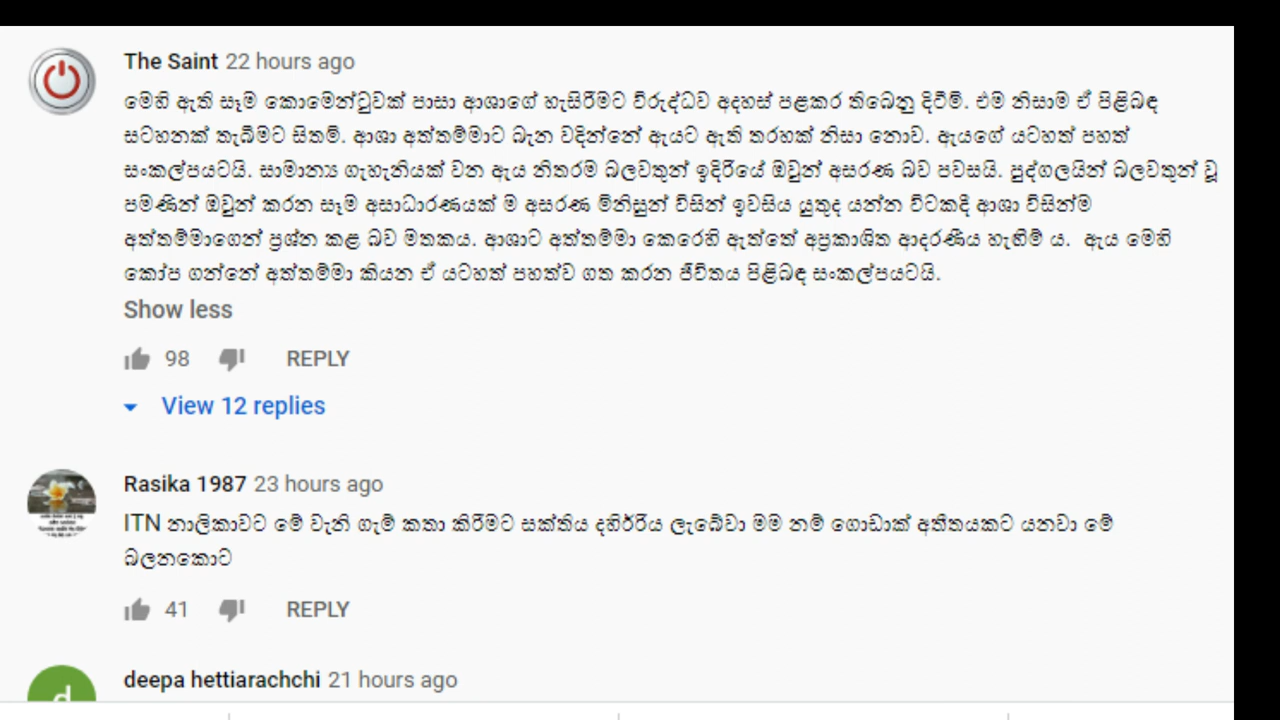 The Saint 22 hours ago
මෙහි ඇති සෑම කොමෙන්ටුවක් පාසා ආශාගේ හැසිරීමට විරුද්ධව අදහස් පළකර තිබෙනු දිටීමි. එම නිසාම ඒ පිළිබඳ
සටහනක් තැබීමට සිතමි. ආශා අත්තම්මාට බැන වදින්නේ ඇයට ඇති තරහක් නිසා නොව. ඇයගේ යටහත් පහත්
සංකල්පයටයි. සාමාන්‍ය ගැහැනියක් වන ඇය නිතරම බලවතුන් ඉදිරියේ ඔවුන් අසරණ බව පවසයි. පුද්ගලයින් බලවතුන් වූ
පමණින් ඔවුන් කරන සෑම අසාධාරණයක් ම අසරණ මිනිසුන් විසින් ඉවසිය යුතුද යන්න විටකදී ආශා විසින්ම
අත්තම්මාගෙන් ප්‍රශ්න කළ බව මතකය. ආශාට අත්තම්මා කෙරෙහි ඇත්තේ අප්‍රකාශිත ආදරණීය හැඟීම් ය. ඇය මෙහි
කෝප ගන්නේ අත්තම්මා කියන ඒ යටහත් පහත්ව ගත කරන ජීවිතය පිළිබඳ සංකල්පයටයි.
Show less
98 REPLY
View 12 replies
Rasika 1987 23 hours ago
ITN නාලිකාවට මේ වැනි ගැමි කතා කිරීමට සක්තිය දහිර්රිය ලැබේවා මම නම් ගොඩාක් අතීතයකට යනවා මේ
බලනකොට
41 REPLY
d
deepa hettiarachchi 21 hours ago